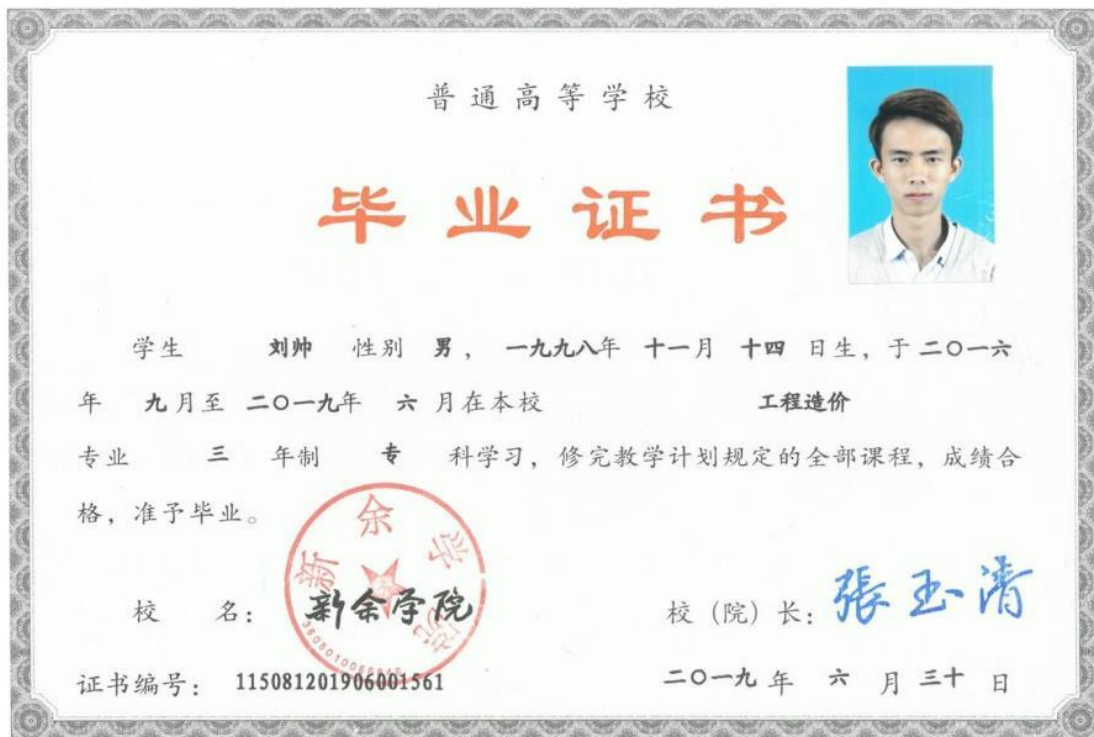 普通高等学校
毕业证书
学生 刘帅 性别 男， 一九九八年 十一月 十四 日生，于二〇一六
年 九月至 二〇一九年 六 月在本校 工程造价
专业 三 年制 专 科学习，修完教学计划规定的全部课程，成绩合
格，准予毕业。
新余学院
校 名： 新余学院 校（院）长：張玉清
证书编号： 115081201906001561 二〇一九 年 六 月 三十 日